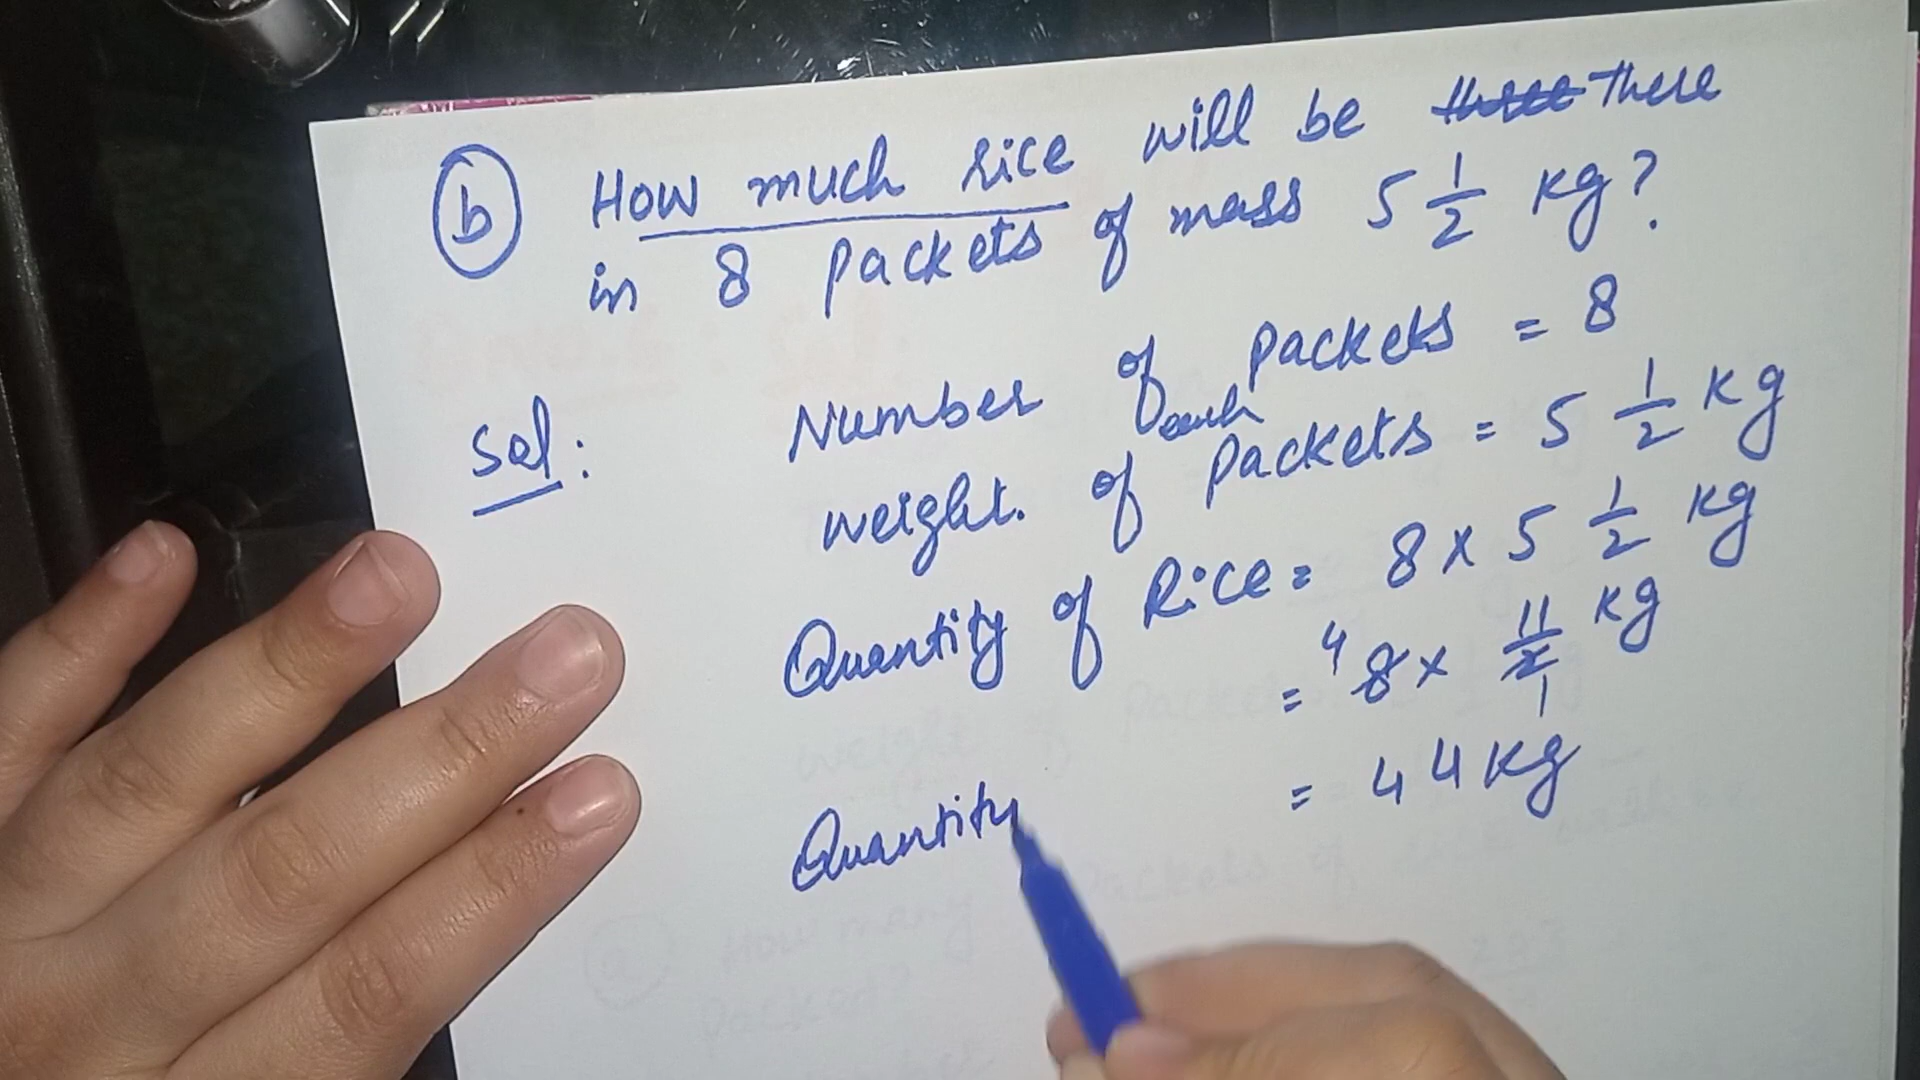 b How much rice will be there
in 8 Packets of mass 5 1/2 kg?
Sol: Number of Packets = 8
weight. of each Packets = 5 1/2 kg
Quantity of Rice = 8 x 5 1/2 kg
= 4 8 x 11/2 1 kg
= 44 kg
Quantity